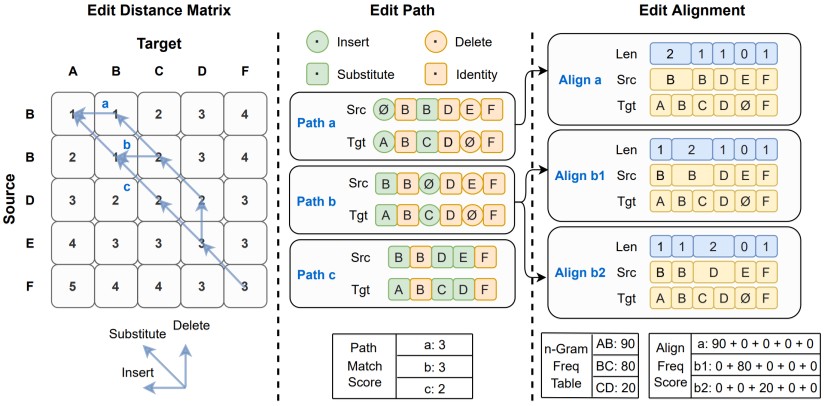 Edit Distance Matrix
Target
A B C D F
Source
B 1 1 2 3 4
B 2 1 2 3 4
D 3 2 2 2 3
E 4 3 3 3 3
F 5 4 4 3 3
a
b
c
Substitute Delete
Insert
Edit Path
Insert Delete
Substitute Identity
Path a
Src Ø B B D E F
Tgt A B C D Ø F
Path b
Src B B Ø D E F
Tgt A B C D Ø F
Path c
Src B B D E F
Tgt A B C D F
Path Match Score
a: 3
b: 3
c: 2
Edit Alignment
Align a
Len 2 1 1 0 1
Src B B D E F
Tgt A B C D Ø F
Align b1
Len 1 2 1 0 1
Src B B D E F
Tgt A B C D Ø F
Align b2
Len 1 1 2 0 1
Src B B D E F
Tgt A B C D Ø F
n-Gram Freq Table
AB: 90
BC: 80
CD: 20
Align Freq Score
a: 90 + 0 + 0 + 0 + 0
b1: 0 + 80 + 0 + 0 + 0
b2: 0 + 0 + 20 + 0 + 0